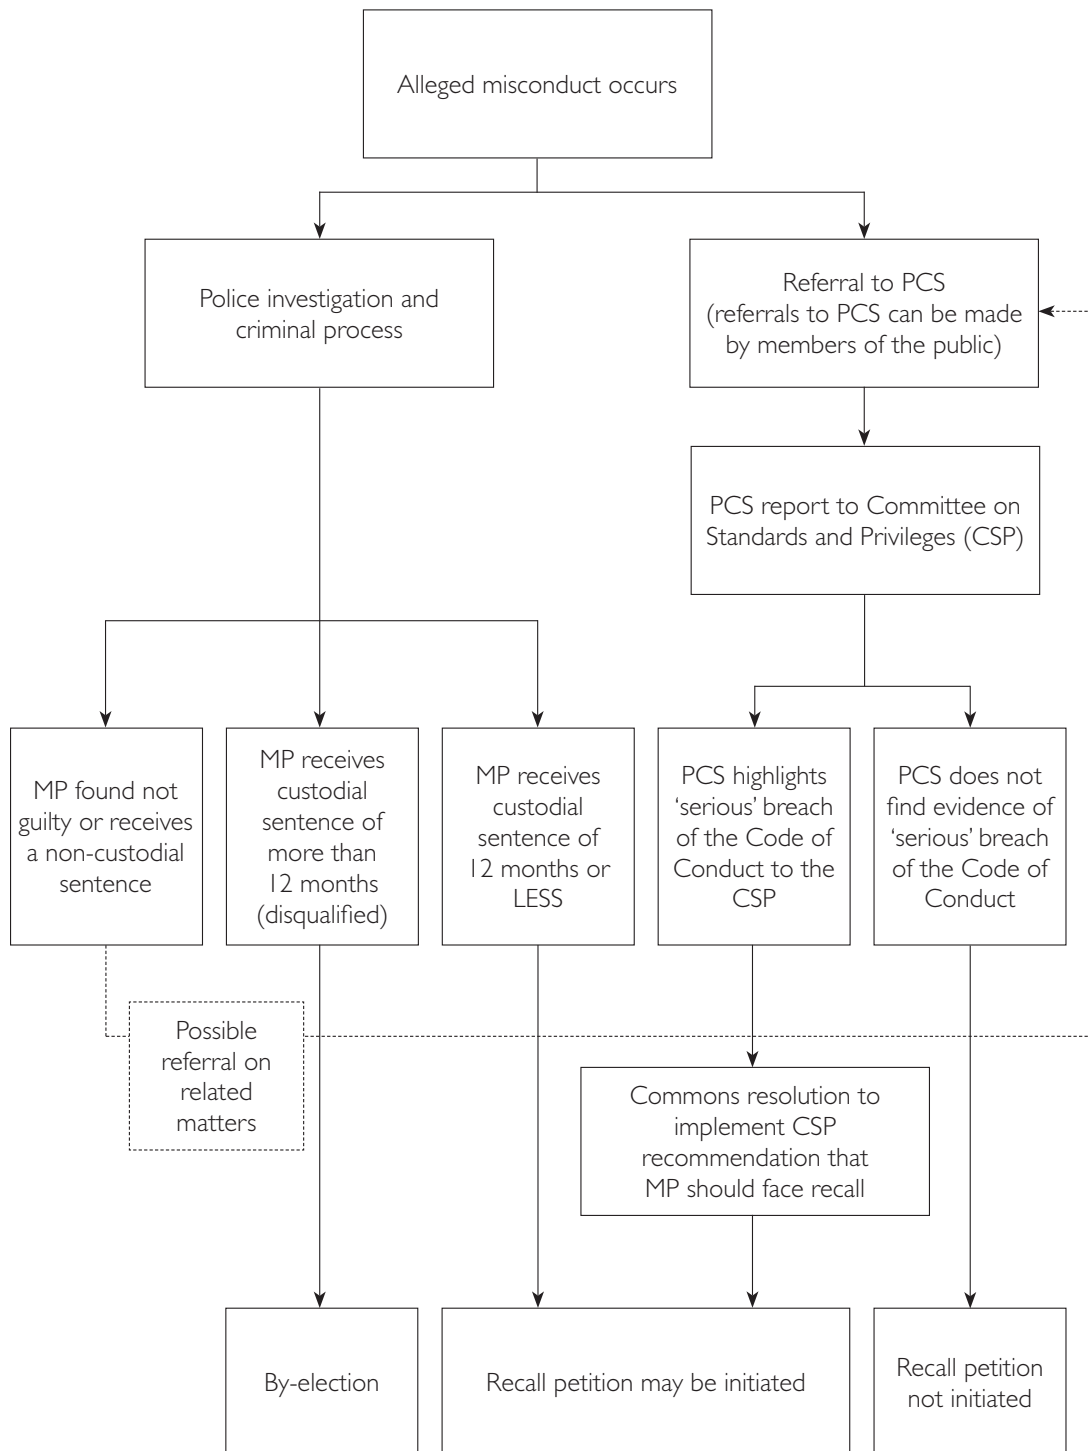 Alleged misconduct occurs
Police investigation and
criminal process
Referral to PCS
(referrals to PCS can be made
by members of the public)
PCS report to Committee on
Standards and Privileges (CSP)
MP found not
guilty or receives
a non-custodial
sentence
MP receives
custodial
sentence of
more than
12 months
(disqualified)
MP receives
custodial
sentence of
12 months or
LESS
PCS highlights
‘serious’ breach
of the Code of
Conduct to the
CSP
PCS does not
find evidence of
‘serious’ breach
of the Code of
Conduct
Possible
referral on
related
matters
Commons resolution to
implement CSP
recommendation that
MP should face recall
By-election
Recall petition may be initiated
Recall petition
not initiated